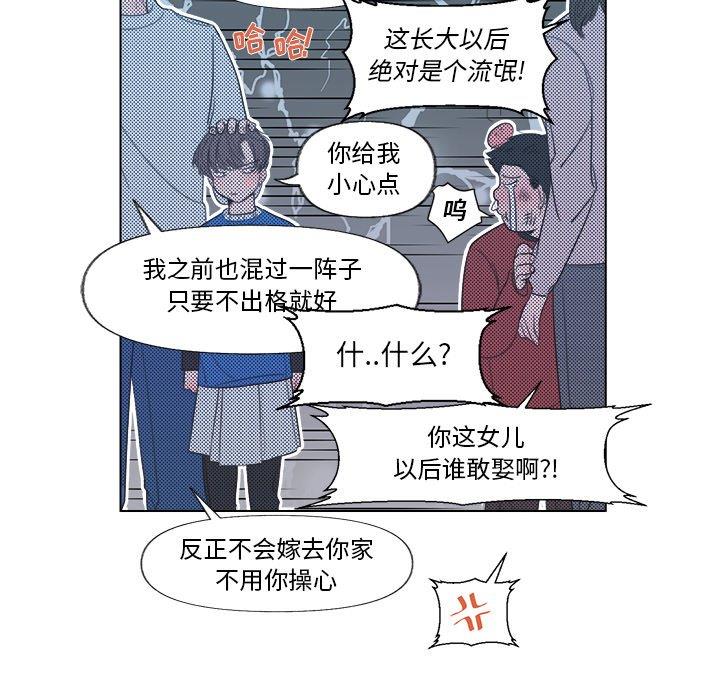 哈哈!
这长大以后
绝对是个流氓!
你给我
小心点
呜
我之前也混过一阵子
只要不出格就好
什..什么?
你这女儿
以后谁敢娶啊?!
反正不会嫁去你家
不用你操心